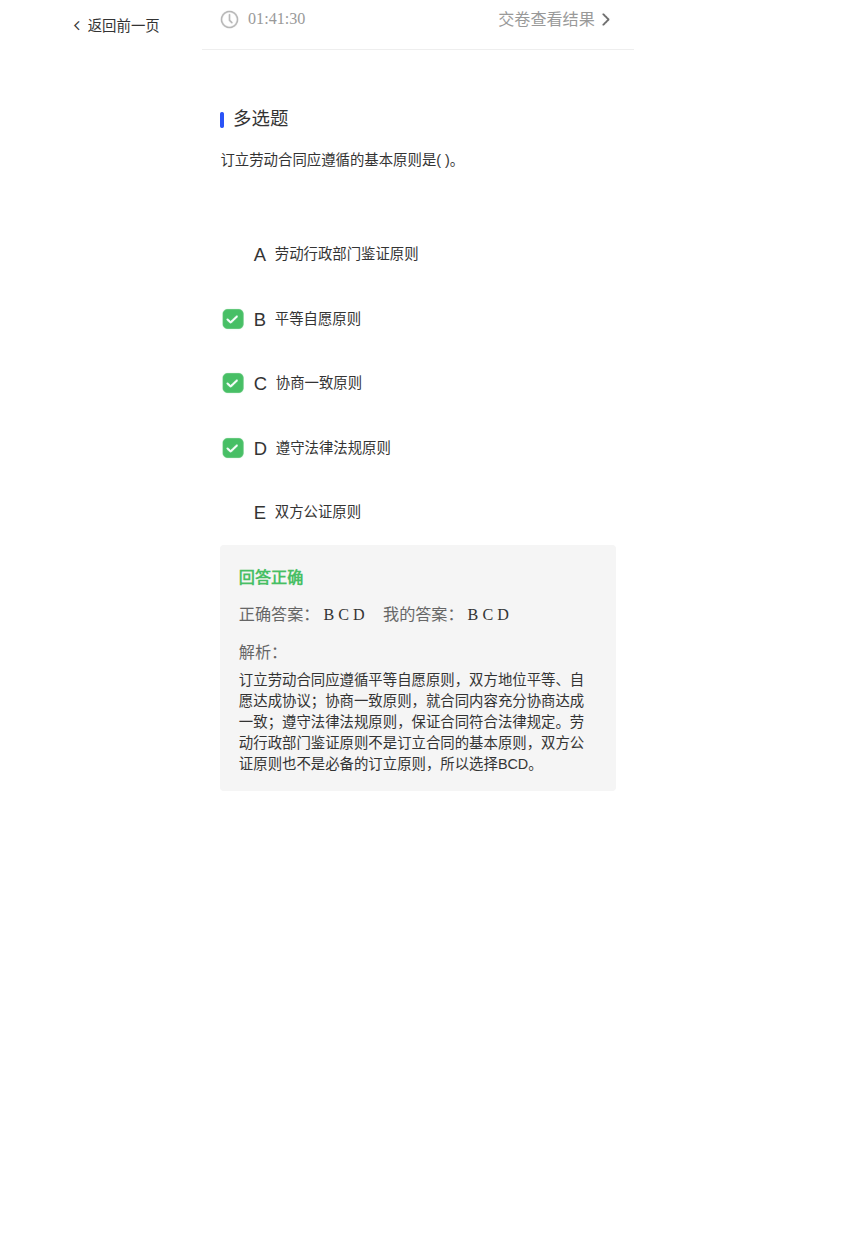 返回前一页
01:41:30 交卷查看结果
多选题
订立劳动合同应遵循的基本原则是( )。
A 劳动行政部门鉴证原则
B 平等自愿原则
C 协商一致原则
D 遵守法律法规原则
E 双方公证原则
回答正确
正确答案： B C D 我的答案： B C D
解析：
订立劳动合同应遵循平等自愿原则，双方地位平等、自
愿达成协议；协商一致原则，就合同内容充分协商达成
一致；遵守法律法规原则，保证合同符合法律规定。劳
动行政部门鉴证原则不是订立合同的基本原则，双方公
证原则也不是必备的订立原则，所以选择BCD。